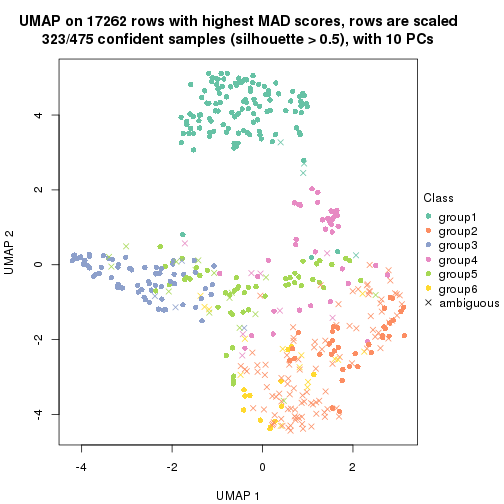 UMAP on 17262 rows with highest MAD scores, rows are scaled
323/475 confident samples (silhouette > 0.5), with 10 PCs
4
2
0
-2
-4
UMAP 2
-4
-2
0
2
UMAP 1
Class
group1
group2
group3
group4
group5
group6
ambiguous